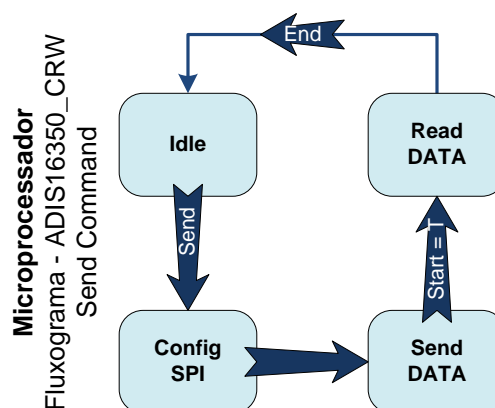 Microprocessador
Fluxograma - ADIS16350_CRW
Send Command
End
Idle
Read
DATA
Send
Start = T
Config
SPI
Send
DATA